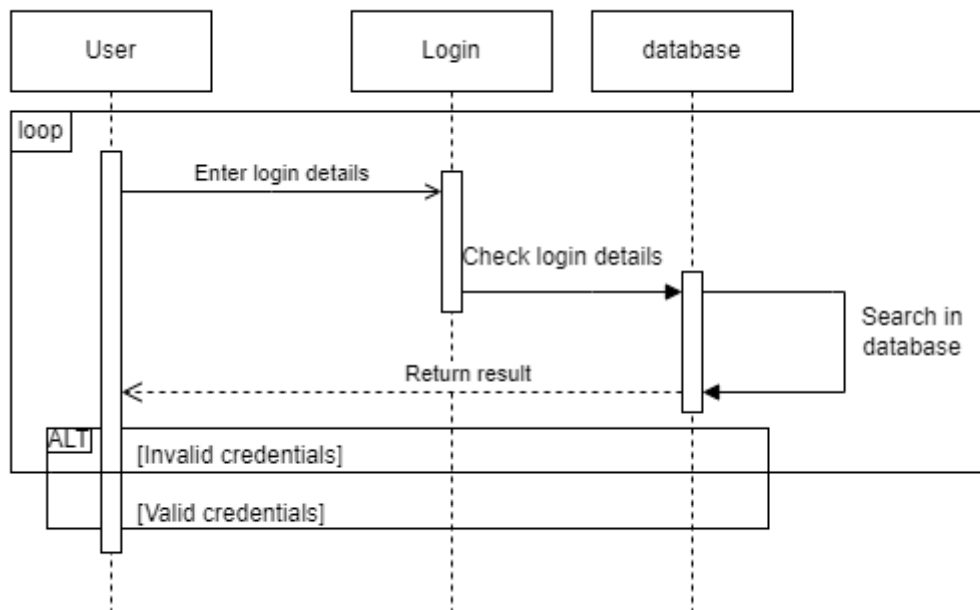 User
Login
database
loop
Enter login details
Check login details
Search in
database
Return result
ALT
[Invalid credentials]
[Valid credentials]